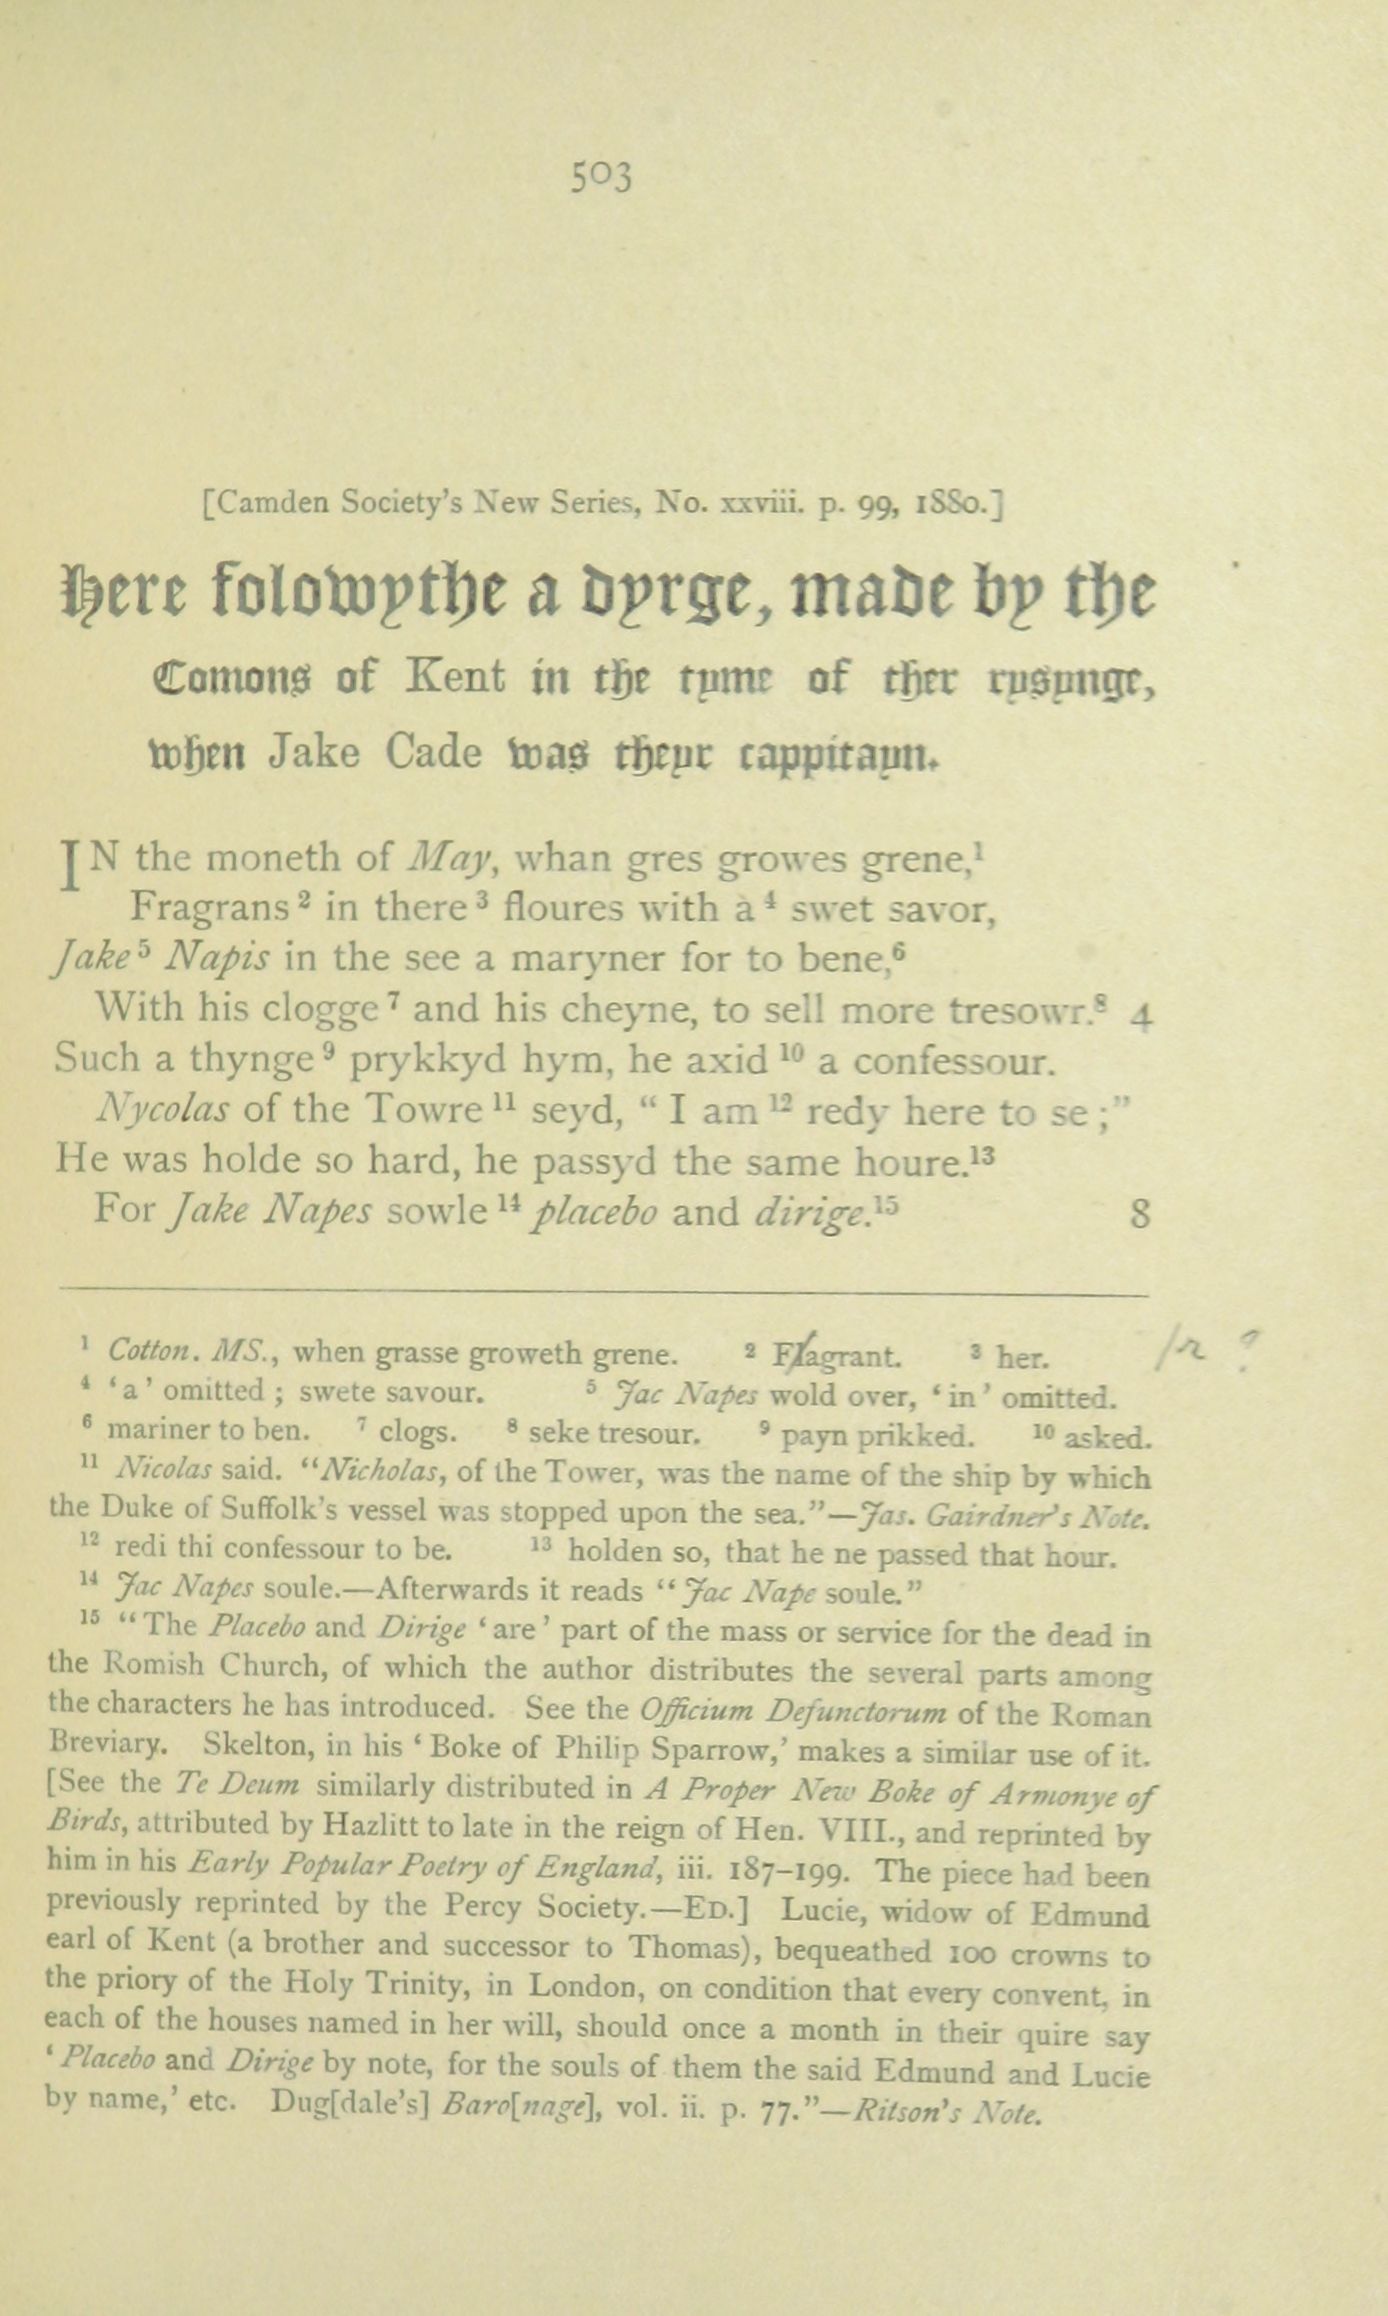 503
[Camden Society's New Series, No. xxviii. p. 99, 1880.]
Here folowythe a dyrge, made by the
Comons of Kent in the tyme of ther rysynge,
when Jake Cade was theyr cappitayn.
IN the moneth of May, whan gres growes grene,¹
Fragrans ² in there ³ floures with a ⁴ swet savor,
Jake ⁵ Napis in the see a maryner for to bene,⁶
With his clogge ⁷ and his cheyne, to sell more tresowr.⁸ 4
Such a thynge ⁹ prykkyd hym, he axid ¹⁰ a confessour.
Nycolas of the Towre ¹¹ seyd, “ I am ¹² redy here to se ;”
He was holde so hard, he passyd the same houre.¹³
For Jake Napes sowle ¹⁴ placebo and dirige.¹⁵ 8
¹ Cotton. MS., when grasse groweth grene. ² Flagrant. ³ her. /r ?
⁴ ‘a’ omitted ; swete savour. ⁵ Jac Napes wold over, ‘in’ omitted.
⁶ mariner to ben. ⁷ clogs. ⁸ seke tresour. ⁹ payn prikked. ¹⁰ asked.
¹¹ Nicolas said. “Nicholas, of the Tower, was the name of the ship by which
the Duke of Suffolk's vessel was stopped upon the sea.”—Jas. Gairdner's Note.
¹² redi thi confessour to be. ¹³ holden so, that he ne passed that hour.
¹⁴ Jac Napes soule.—Afterwards it reads “Jac Nape soule.”
¹⁵ “The Placebo and Dirige ‘are’ part of the mass or service for the dead in
the Romish Church, of which the author distributes the several parts among
the characters he has introduced. See the Officium Defunctorum of the Roman
Breviary. Skelton, in his ‘Boke of Philip Sparrow,’ makes a similar use of it.
[See the Te Deum similarly distributed in A Proper New Boke of Armonye of
Birds, attributed by Hazlitt to late in the reign of Hen. VIII., and reprinted by
him in his Early Popular Poetry of England, iii. 187–199. The piece had been
previously reprinted by the Percy Society.—ED.] Lucie, widow of Edmund
earl of Kent (a brother and successor to Thomas), bequeathed 100 crowns to
the priory of the Holy Trinity, in London, on condition that every convent, in
each of the houses named in her will, should once a month in their quire say
‘Placebo and Dirige by note, for the souls of them the said Edmund and Lucie
by name,’ etc. Dug[dale's] Baro[nage], vol. ii. p. 77.”—Ritson's Note.